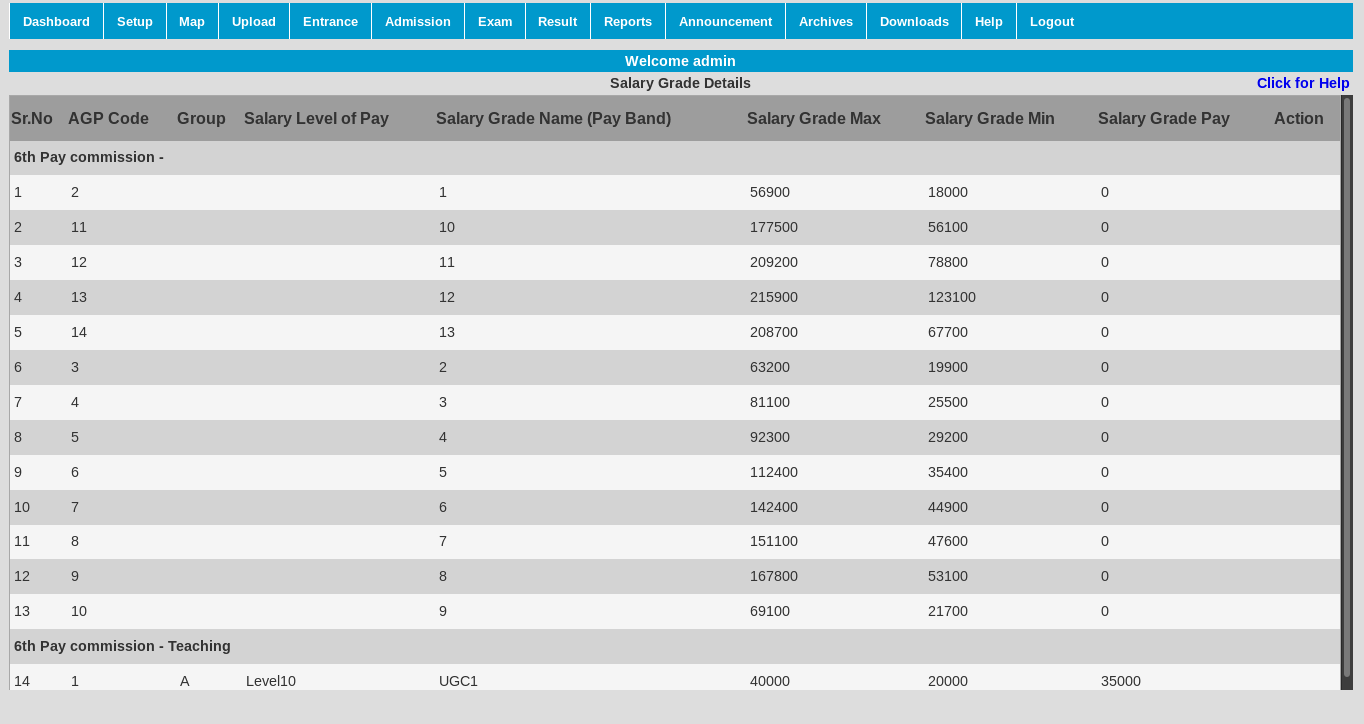 Dashboard Setup Map Upload Entrance Admission Exam Result Reports Announcement Archives Downloads Help Logout
Welcome admin
Salary Grade Details Click for Help
Sr.No AGP Code Group Salary Level of Pay Salary Grade Name (Pay Band) Salary Grade Max Salary Grade Min Salary Grade Pay Action
6th Pay commission -
1 2 1 56900 18000 0
2 11 10 177500 56100 0
3 12 11 209200 78800 0
4 13 12 215900 123100 0
5 14 13 208700 67700 0
6 3 2 63200 19900 0
7 4 3 81100 25500 0
8 5 4 92300 29200 0
9 6 5 112400 35400 0
10 7 6 142400 44900 0
11 8 7 151100 47600 0
12 9 8 167800 53100 0
13 10 9 69100 21700 0
6th Pay commission - Teaching
14 1 A Level10 UGC1 40000 20000 35000